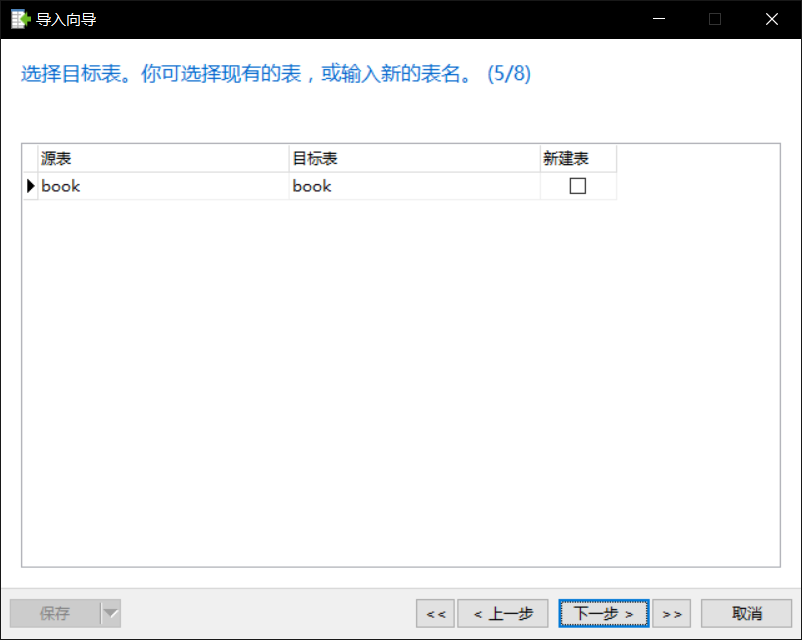 导入向导
选择目标表。你可选择现有的表，或输入新的表名。 (5/8)
源表 目标表 新建表
book book
保存 << < 上一步 下一步 > >> 取消